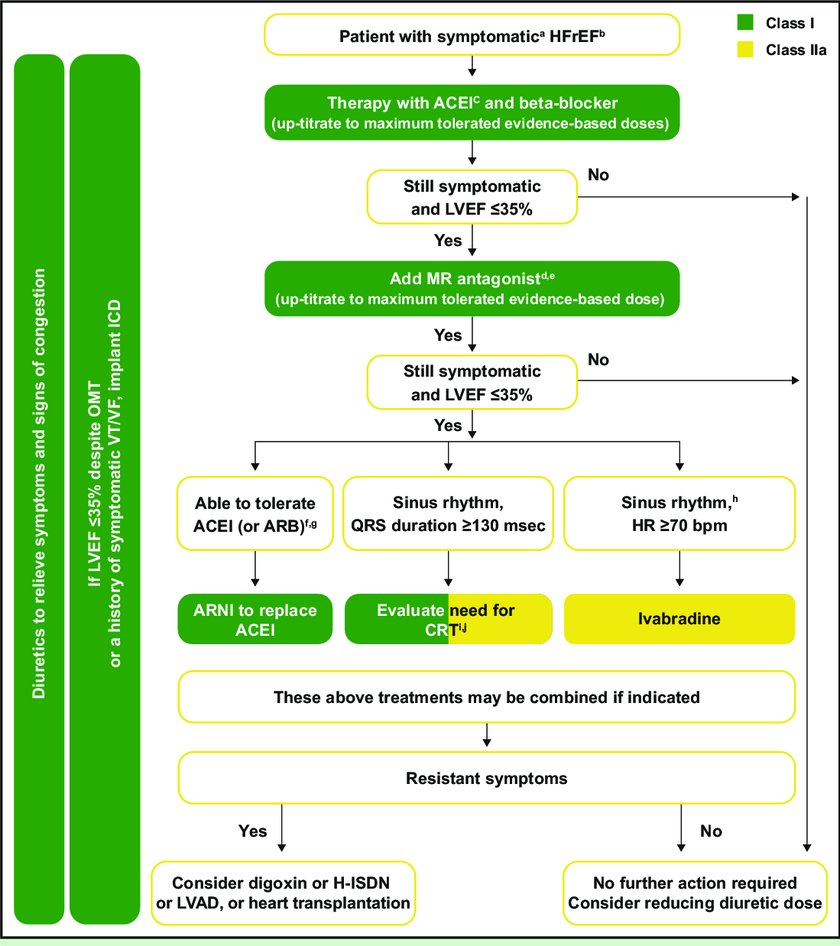 Class I
Class IIa
Patient with symptomaticᵃ HFrEFᵇ
Therapy with ACEIᶜ and beta-blocker
(up-titrate to maximum tolerated evidence-based doses)
Still symptomatic
and LVEF ≤35%
No
Yes
Add MR antagonistᵈ,ᵉ
(up-titrate to maximum tolerated evidence-based dose)
Yes
Still symptomatic
and LVEF ≤35%
No
Yes
Able to tolerate
ACEI (or ARB)ᶠ,ᵍ
Sinus rhythm,
QRS duration ≥130 msec
Sinus rhythm,ʰ
HR ≥70 bpm
ARNI to replace
ACEI
Evaluate need for
CRTⁱ,ʲ
Ivabradine
These above treatments may be combined if indicated
Resistant symptoms
Yes
No
Consider digoxin or H-ISDN
or LVAD, or heart transplantation
No further action required
Consider reducing diuretic dose
Diuretics to relieve symptoms and signs of congestion
If LVEF ≤35% despite OMT
or a history of symptomatic VT/VF, implant ICD